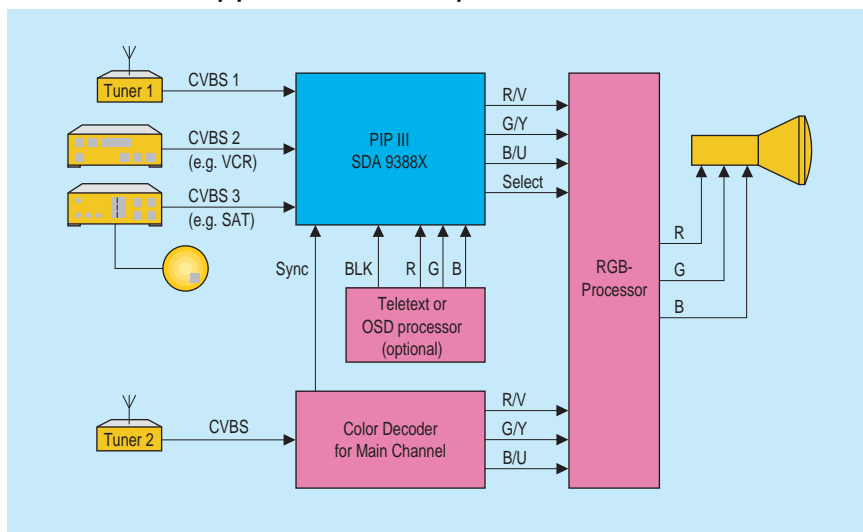 Tuner 1
CVBS 1
CVBS 2
(e.g. VCR)
CVBS 3
(e.g. SAT)
PIP III
SDA 9388X
R/V
G/Y
B/U
Select
Sync
BLK
R
G
B
Teletext or
OSD processor
(optional)
RGB-
Processor
R
G
B
Tuner 2
CVBS
Color Decoder
for Main Channel
R/V
G/Y
B/U